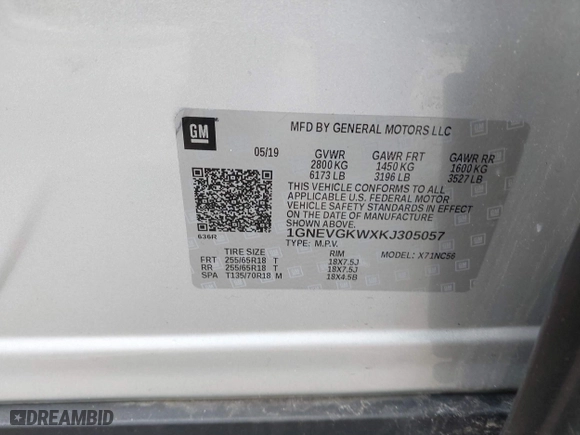 GM
MFD BY GENERAL MOTORS LLC
05/19 GVWR GAWR FRT GAWR RR
2800 KG 1450 KG 1600 KG
6173 LB 3196 LB 3527 LB
THIS VEHICLE CONFORMS TO ALL
APPLICABLE U.S. FEDERAL MOTOR
VEHICLE SAFETY STANDARDS IN EFFECT
ON THE DATE OF MANUFACTURE
SHOWN ABOVE.
636R 1GNEVGKWXKJ305057
TYPE: M.P.V. MODEL: X71NC56
TIRE SIZE RIM
FRT 255/65R18 T 18X7.5J
RR 255/65R18 T 18X7.5J
SPA T135/70R18 M 18X4.5B
DREAMBID